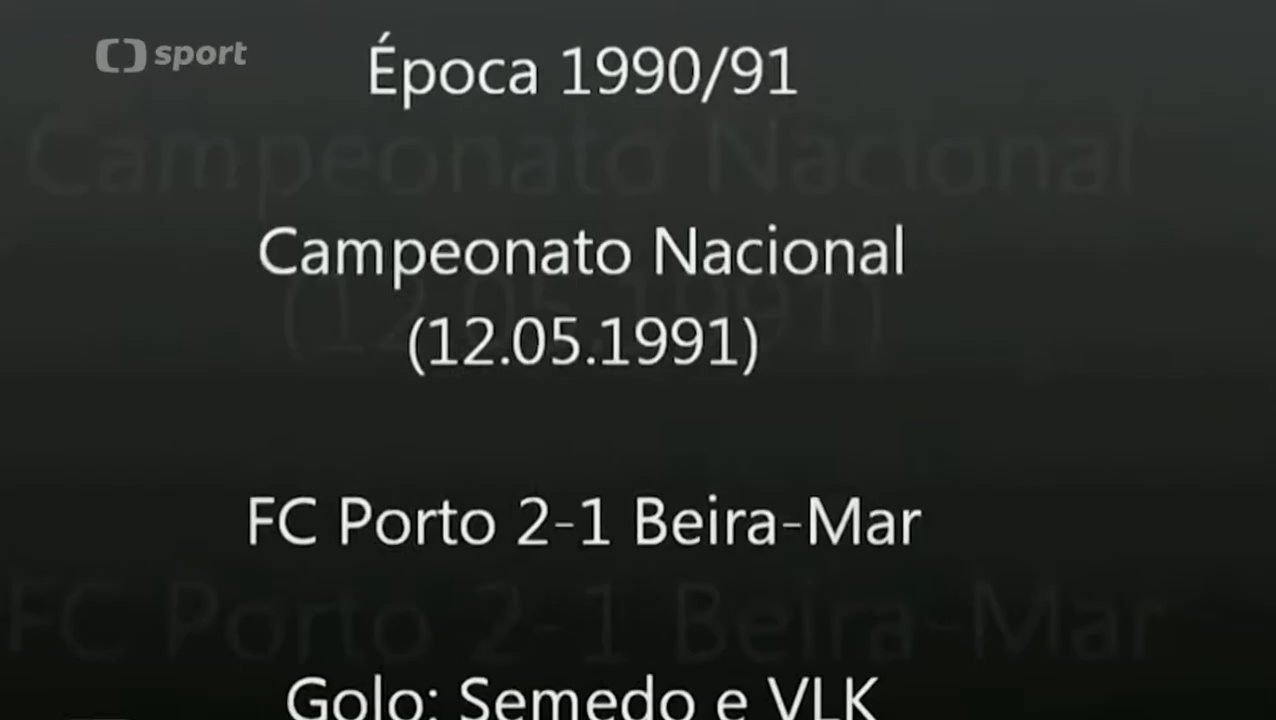 sport
Época 1990/91
Campeonato Nacional
(12.05.1991)
FC Porto 2-1 Beira-Mar
Golo: Semedo e VLK